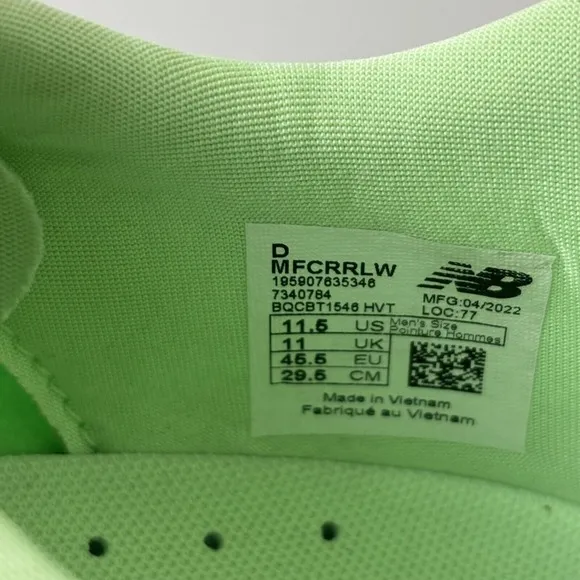 D
MFCRRLW
195907635346
7340784
BQCBT1546 HVT
NB
MFG:04/2022
LOC:77
11.5 US Men's Size
Pointure Hommes
11 UK
45.5 EU
29.5 CM
Made in Vietnam
Fabriqué au Vietnam